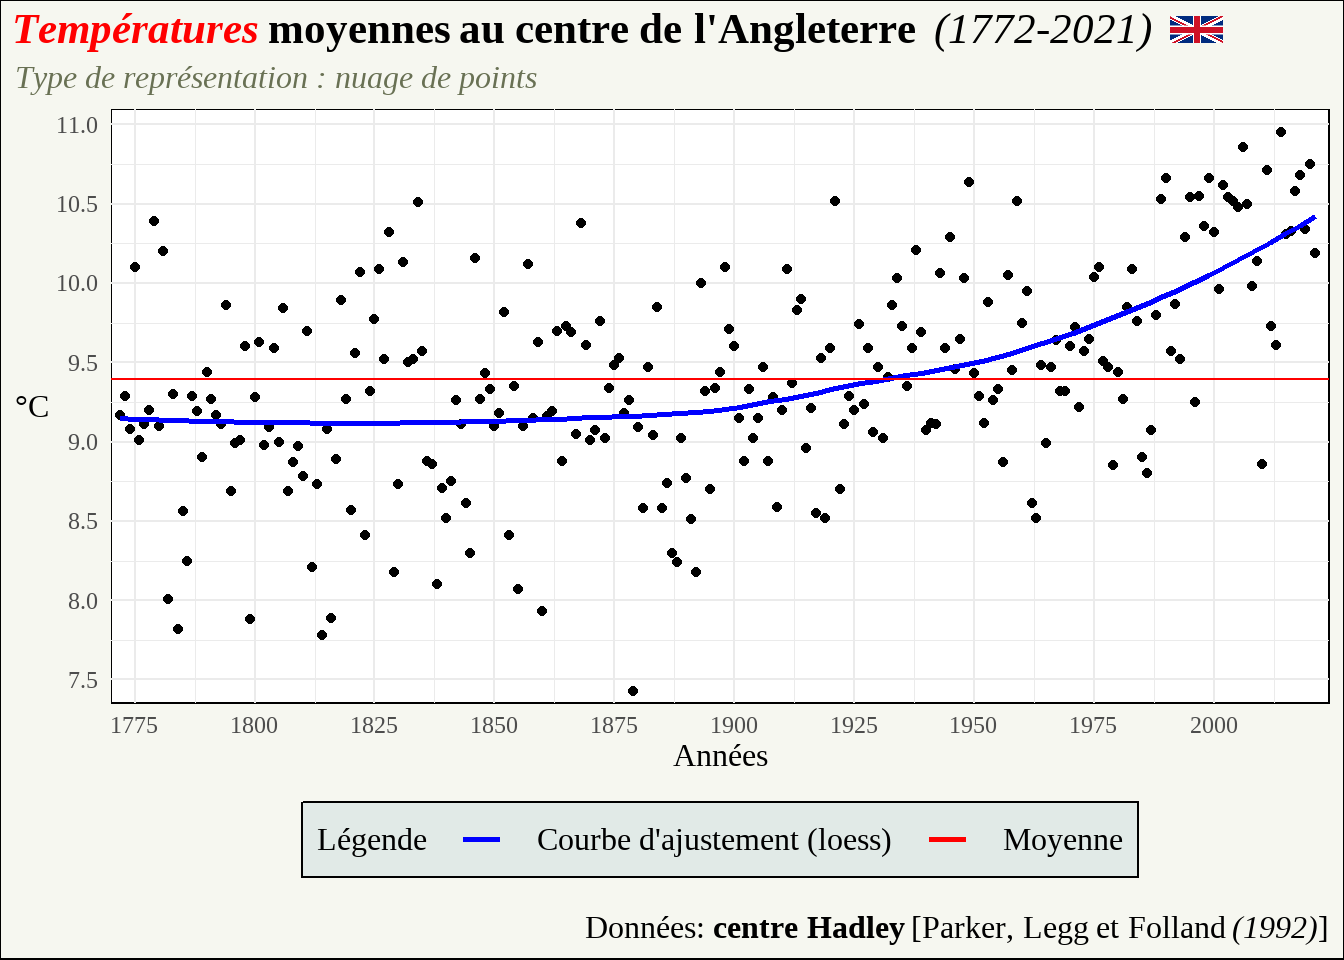 Températures moyennes au centre de l'Angleterre (1772-2021)
Type de représentation : nuage de points
11.0
10.5
10.0
9.5
°C
9.0
8.5
8.0
7.5
1775 1800 1825 1850 1875 1900 1925 1950 1975 2000
Années
Légende Courbe d'ajustement (loess) Moyenne
Données: centre Hadley [Parker, Legg et Folland (1992)]